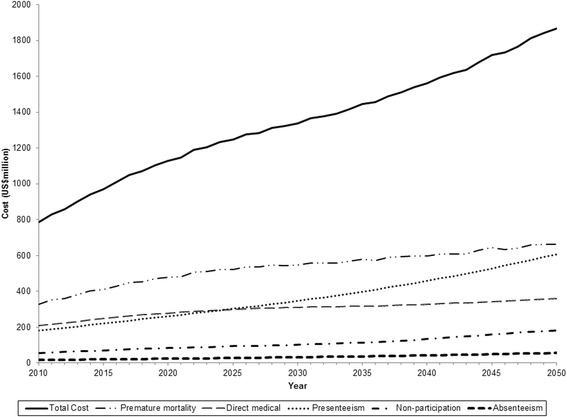 2000
1800
1600
1400
1200
1000
800
600
400
200
0
Cost (US$million)
2010 2015 2020 2025 2030 2035 2040 2045 2050
Year
Total Cost Premature mortality Direct medical Presenteeism Non-participation Absenteeism